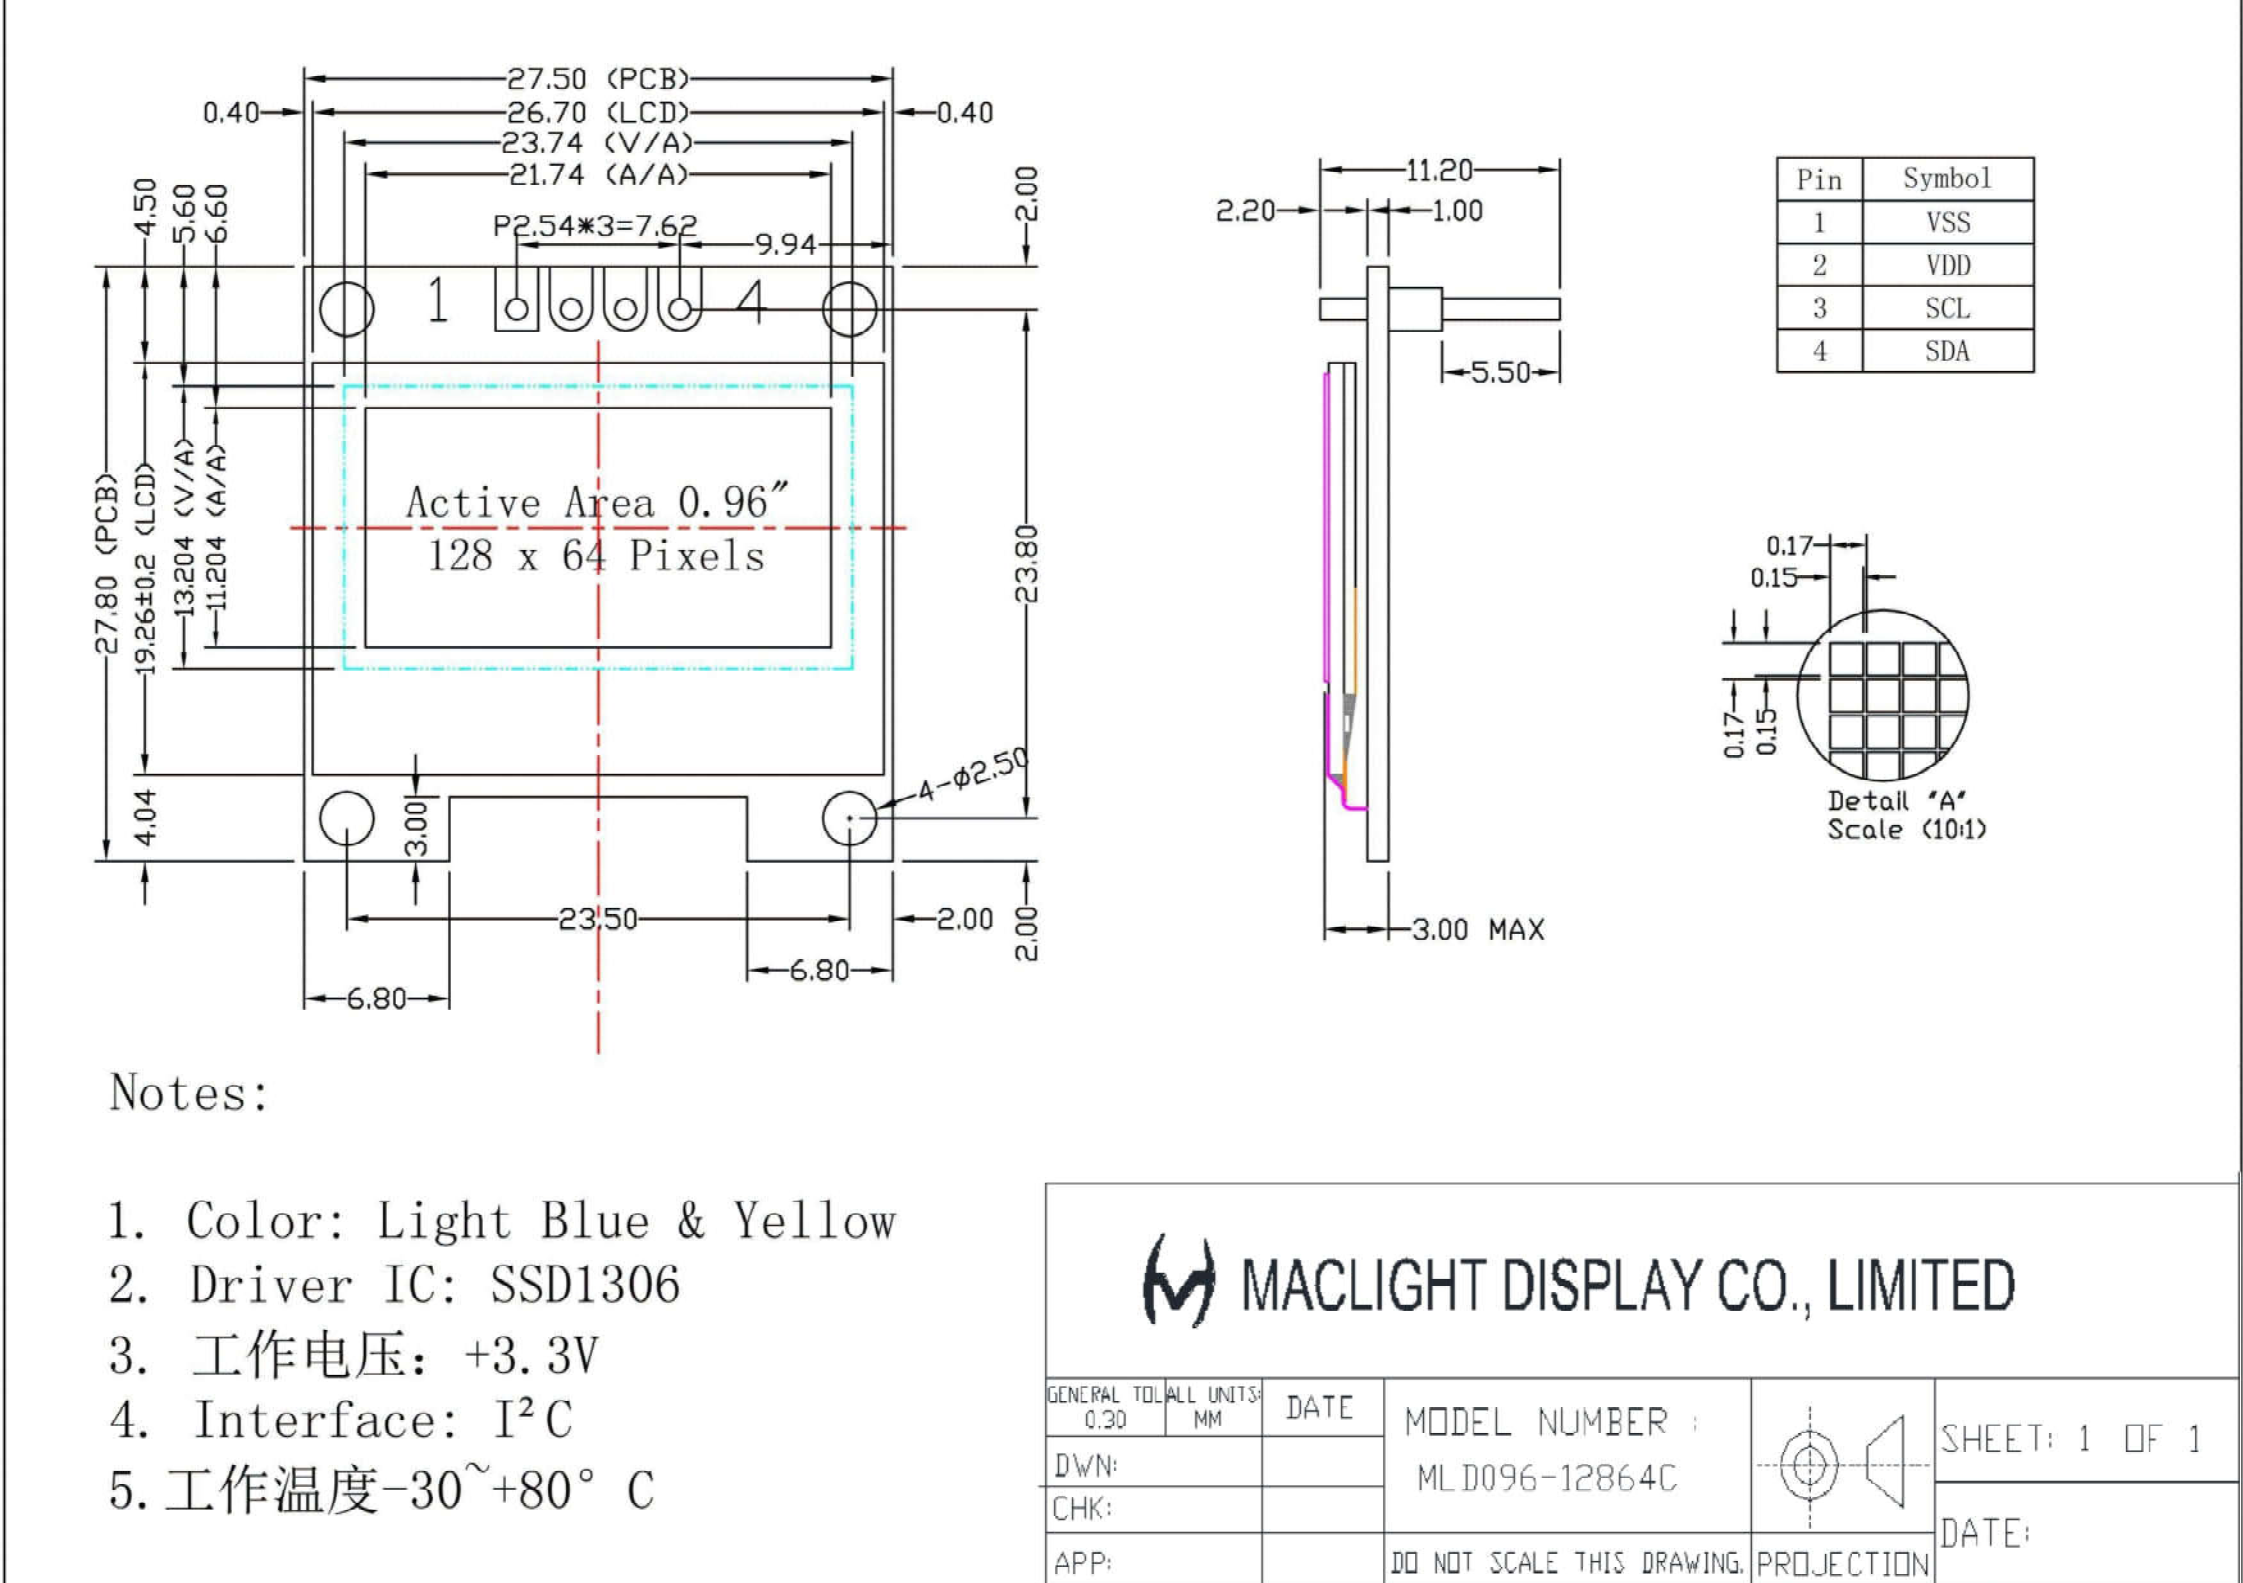 27.50 (PCB)
0.40 26.70 (LCD) 0.40
23.74 (V/A)
21.74 (A/A)
P2.54*3=7.62
9.94
4.50
5.60
6.60
2.00
1 4
27.80 (PCB)
19.26±0.2 (LCD)
13.204 (V/A)
11.204 (A/A)
Active Area 0.96"
128 x 64 Pixels
23.80
4.04
3.00
4-Φ2.50
23.50
2.00
2.00
6.80
6.80
11.20
2.20 1.00
5.50
3.00 MAX
Pin Symbol
1 VSS
2 VDD
3 SCL
4 SDA
0.17
0.15
0.17
0.15
Detail "A"
Scale (10:1)
Notes:
1. Color: Light Blue & Yellow
2. Driver IC: SSD1306
3. 工作电压：+3.3V
4. Interface: I²C
5. 工作温度-30~+80° C
MACLIGHT DISPLAY CO., LIMITED
GENERAL TOL 0.30
ALL UNITS: MM
DATE
MODEL NUMBER :
MLD096-12864C
SHEET: 1 OF 1
DWN:
CHK:
APP:
DO NOT SCALE THIS DRAWING.
PROJECTION
DATE: